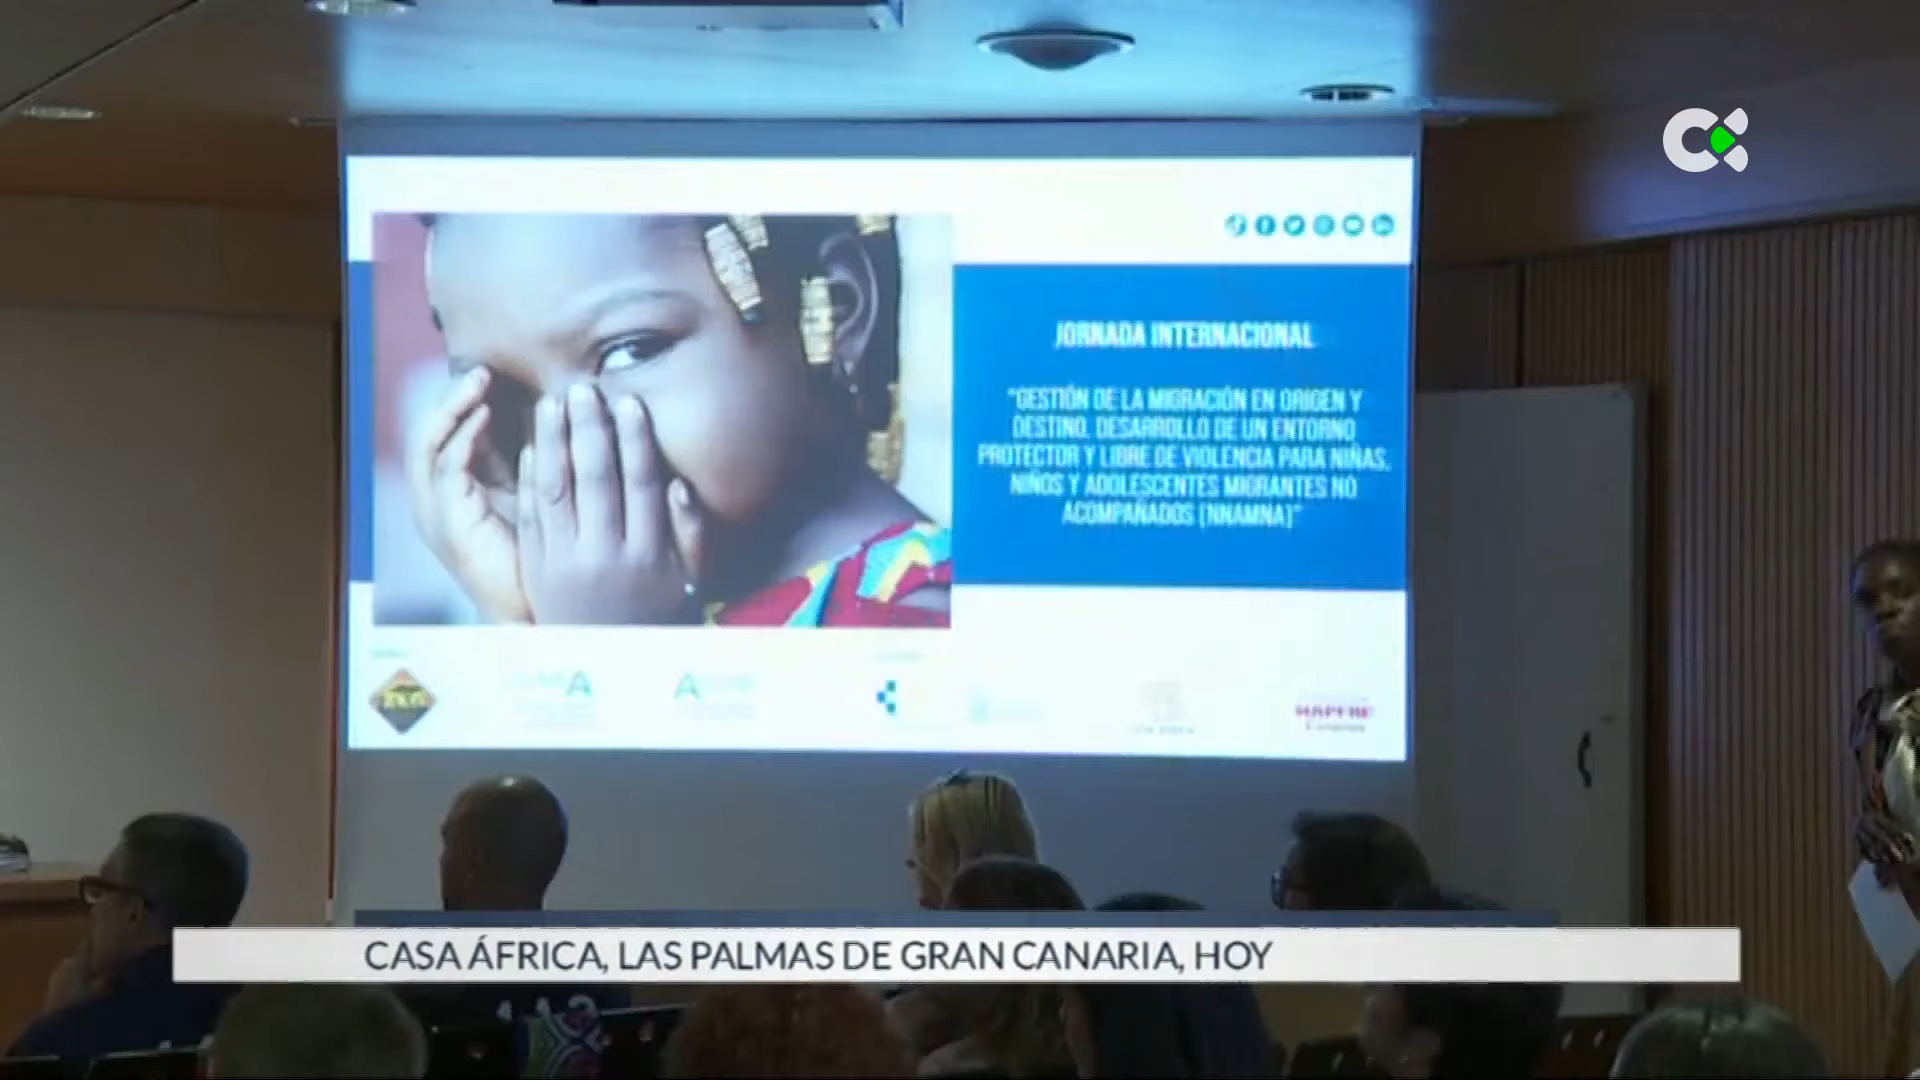 JORNADA INTERNACIONAL
"GESTIÓN DE LA MIGRACIÓN EN ORIGEN Y
DESTINO. DESARROLLO DE UN ENTORNO
PROTECTOR Y LIBRE DE VIOLENCIA PARA NIÑAS,
NIÑOS Y ADOLESCENTES MIGRANTES NO
ACOMPAÑADOS (NNAMNA)"
MAPFRE
CASA ÁFRICA, LAS PALMAS DE GRAN CANARIA, HOY